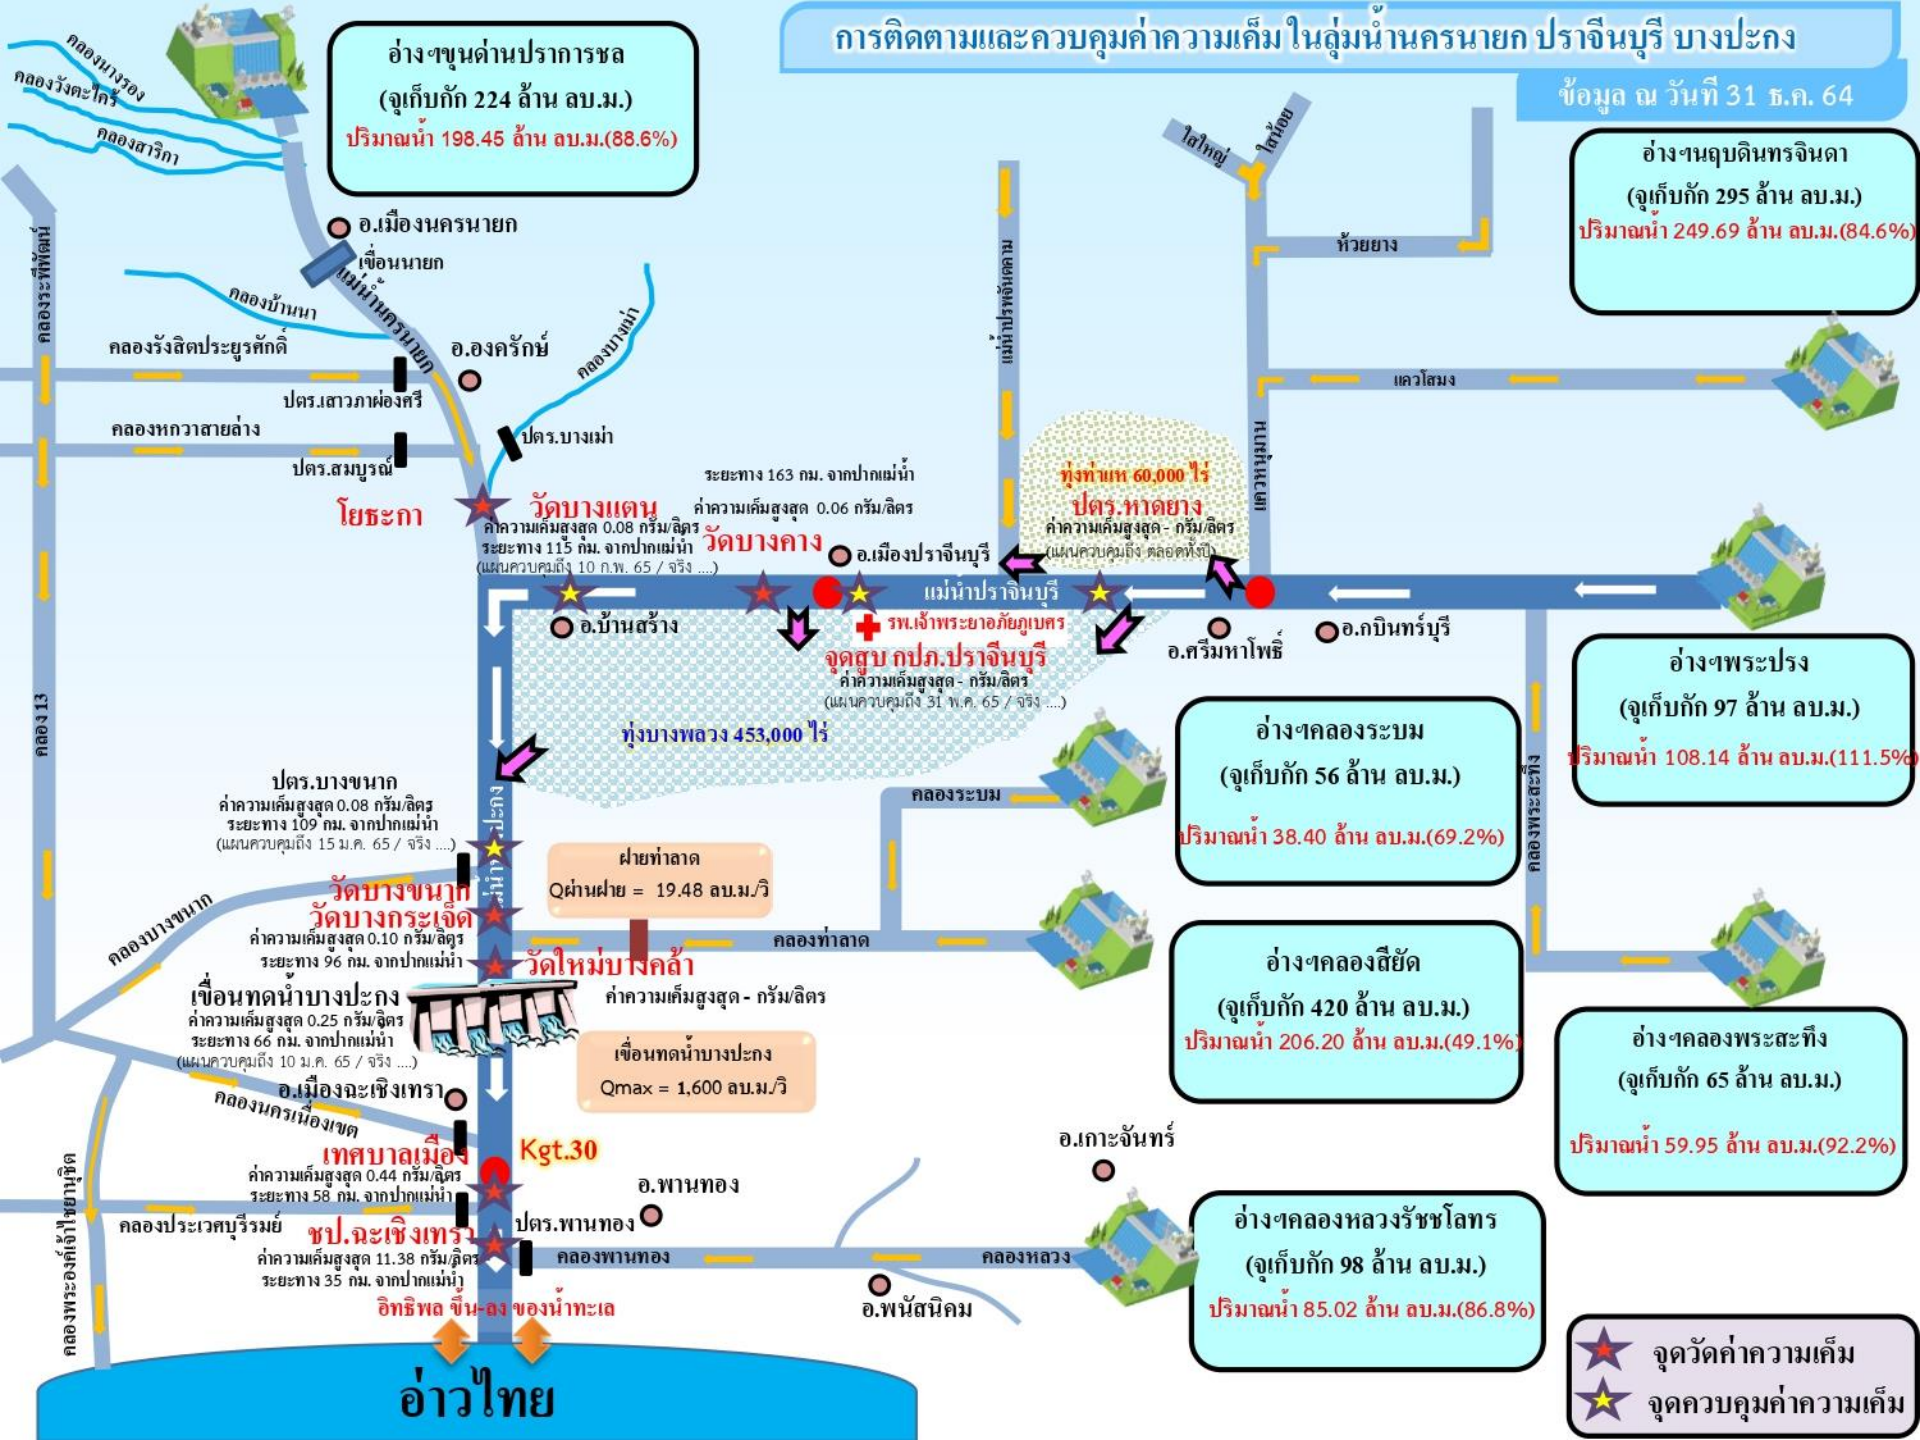 การติดตามและควบคุมค่าความเค็ม ในลุ่มน้ำนครนายก ปราจีนบุรี บางปะกง
ข้อมูล ณ วันที่ 31 ธ.ค. 64
อ่างฯขุนด่านปราการชล
(จุเก็บกัก 224 ล้าน ลบ.ม.)
ปริมาณน้ำ 198.45 ล้าน ลบ.ม.(88.6%)
คลองนางรอง
คลองวังตะไคร้
คลองสาริกา
ใสใหญ่
ใสน้อย
อ่างฯนฤบดินทรจินดา
(จุเก็บกัก 295 ล้าน ลบ.ม.)
ปริมาณน้ำ 249.69 ล้าน ลบ.ม.(84.6%)
อ.เมืองนครนายก
เขื่อนนายก
แม่น้ำนครนายก
คลองระพีพัฒน์
คลองบ้านนา
คลองรังสิตประยูรศักดิ์
อ.องครักษ์
คลองบางเม่า
ห้วยยาง
แควโสมง
ปตร.เสาวภาผ่องศรี
คลองหกวาสายล่าง
ปตร.บางเม่า
ปตร.สมบูรณ์
โยธะกา
วัดบางแตน
ค่าความเค็มสูงสุด 0.08 กรัม/ลิตร
ระยะทาง 115 กม. จากปากแม่น้ำ
(แผนควบคุมถึง 10 ก.พ. 65 / จริง ....)
ระยะทาง 163 กม. จากปากแม่น้ำ
ค่าความเค็มสูงสุด 0.06 กรัม/ลิตร
วัดบางคาง
อ.เมืองปราจีนบุรี
ทุ่งท่าแห 60,000 ไร่
ปตร.หาดยาง
ค่าความเค็มสูงสุด - กรัม/ลิตร
(แผนควบคุมถึง ตลอดทั้งปี)
แม่น้ำปราจีนบุรี
อ.บ้านสร้าง
รพ.เจ้าพระยาอภัยภูเบศร
จุดสูบ กปภ.ปราจีนบุรี
ค่าความเค็มสูงสุด - กรัม/ลิตร
(แผนควบคุมถึง 31 พ.ค. 65 / จริง ....)
อ.ศรีมหาโพธิ์
อ.กบินทร์บุรี
ทุ่งบางพลวง 453,000 ไร่
คลอง 13
อ่างฯพระปรง
(จุเก็บกัก 97 ล้าน ลบ.ม.)
ปริมาณน้ำ 108.14 ล้าน ลบ.ม.(111.5%)
คลองพระสะทึง
อ่างฯคลองระบม
(จุเก็บกัก 56 ล้าน ลบ.ม.)
ปริมาณน้ำ 38.40 ล้าน ลบ.ม.(69.2%)
คลองระบม
ปตร.บางขนาก
ค่าความเค็มสูงสุด 0.08 กรัม/ลิตร
ระยะทาง 109 กม. จากปากแม่น้ำ
(แผนควบคุมถึง 15 ม.ค. 65 / จริง ....)
ฝายท่าลาด
Qผ่านฝาย = 19.48 ลบ.ม./วิ
วัดบางขนาก
วัดบางกระเจ็ด
ค่าความเค็มสูงสุด 0.10 กรัม/ลิตร
ระยะทาง 96 กม. จากปากแม่น้ำ
คลองบางขนาก
คลองท่าลาด
วัดใหม่บางคล้า
ค่าความเค็มสูงสุด - กรัม/ลิตร
อ่างฯคลองสียัด
(จุเก็บกัก 420 ล้าน ลบ.ม.)
ปริมาณน้ำ 206.20 ล้าน ลบ.ม.(49.1%)
เขื่อนทดน้ำบางปะกง
ค่าความเค็มสูงสุด 0.25 กรัม/ลิตร
ระยะทาง 66 กม. จากปากแม่น้ำ
(แผนควบคุมถึง 10 ม.ค. 65 / จริง ....)
เขื่อนทดน้ำบางปะกง
Qmax = 1,600 ลบ.ม./วิ
อ่างฯคลองพระสะทึง
(จุเก็บกัก 65 ล้าน ลบ.ม.)
ปริมาณน้ำ 59.95 ล้าน ลบ.ม.(92.2%)
อ.เมืองฉะเชิงเทรา
คลองนครเนื่องเขต
เทศบาลเมือง
ค่าความเค็มสูงสุด 0.44 กรัม/ลิตร
ระยะทาง 58 กม. จากปากแม่น้ำ
Kgt.30
อ.เกาะจันทร์
อ.พานทอง
คลองพระองค์เจ้าไชยานุชิต
คลองประเวศบุรีรมย์
ชป.ฉะเชิงเทรา
ค่าความเค็มสูงสุด 11.38 กรัม/ลิตร
ระยะทาง 35 กม. จากปากแม่น้ำ
ปตร.พานทอง
คลองพานทอง
คลองหลวง
อ.พนัสนิคม
อ่างฯคลองหลวงรัชชโลทร
(จุเก็บกัก 98 ล้าน ลบ.ม.)
ปริมาณน้ำ 85.02 ล้าน ลบ.ม.(86.8%)
อิทธิพล ขึ้น-ลง ของน้ำทะเล
อ่าวไทย
จุดวัดค่าความเค็ม
จุดควบคุมค่าความเค็ม